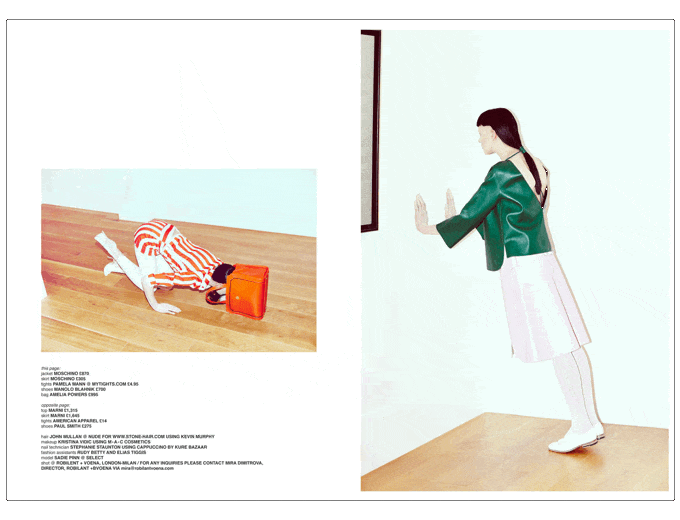 this page:
jacket MOSCHINO £870
skirt MOSCHINO £305
tights PAMELA MANN @ MYTIGHTS.COM £4.95
shoes MANOLO BLAHNIK £700
bag AMELIA POWERS £995
opposite page:
top MARNI £1,315
skirt MARNI £1,645
tights AMERICAN APPAREL £14
shoes PAUL SMITH £275
hair JOHN MULLAN @ NUDE FOR WWW.STONE-HAIR.COM USING KEVIN MURPHY
makeup KRISTINA VIDIC USING M·A·C COSMETICS
nail technician STEPHANIE STAUNTON USING CAPPUCCINO BY KURE BAZAAR
fashion assistants RUDY BETTY AND ELIAS TIGGIS
model SADIE PINN @ SELECT
shot @ ROBILENT + VOENA, LONDON-MILAN / FOR ANY INQUIRIES PLEASE CONTACT MIRA DIMITROVA,
DIRECTOR, ROBILANT +BVOENA VIA mira@robilantvoena.com